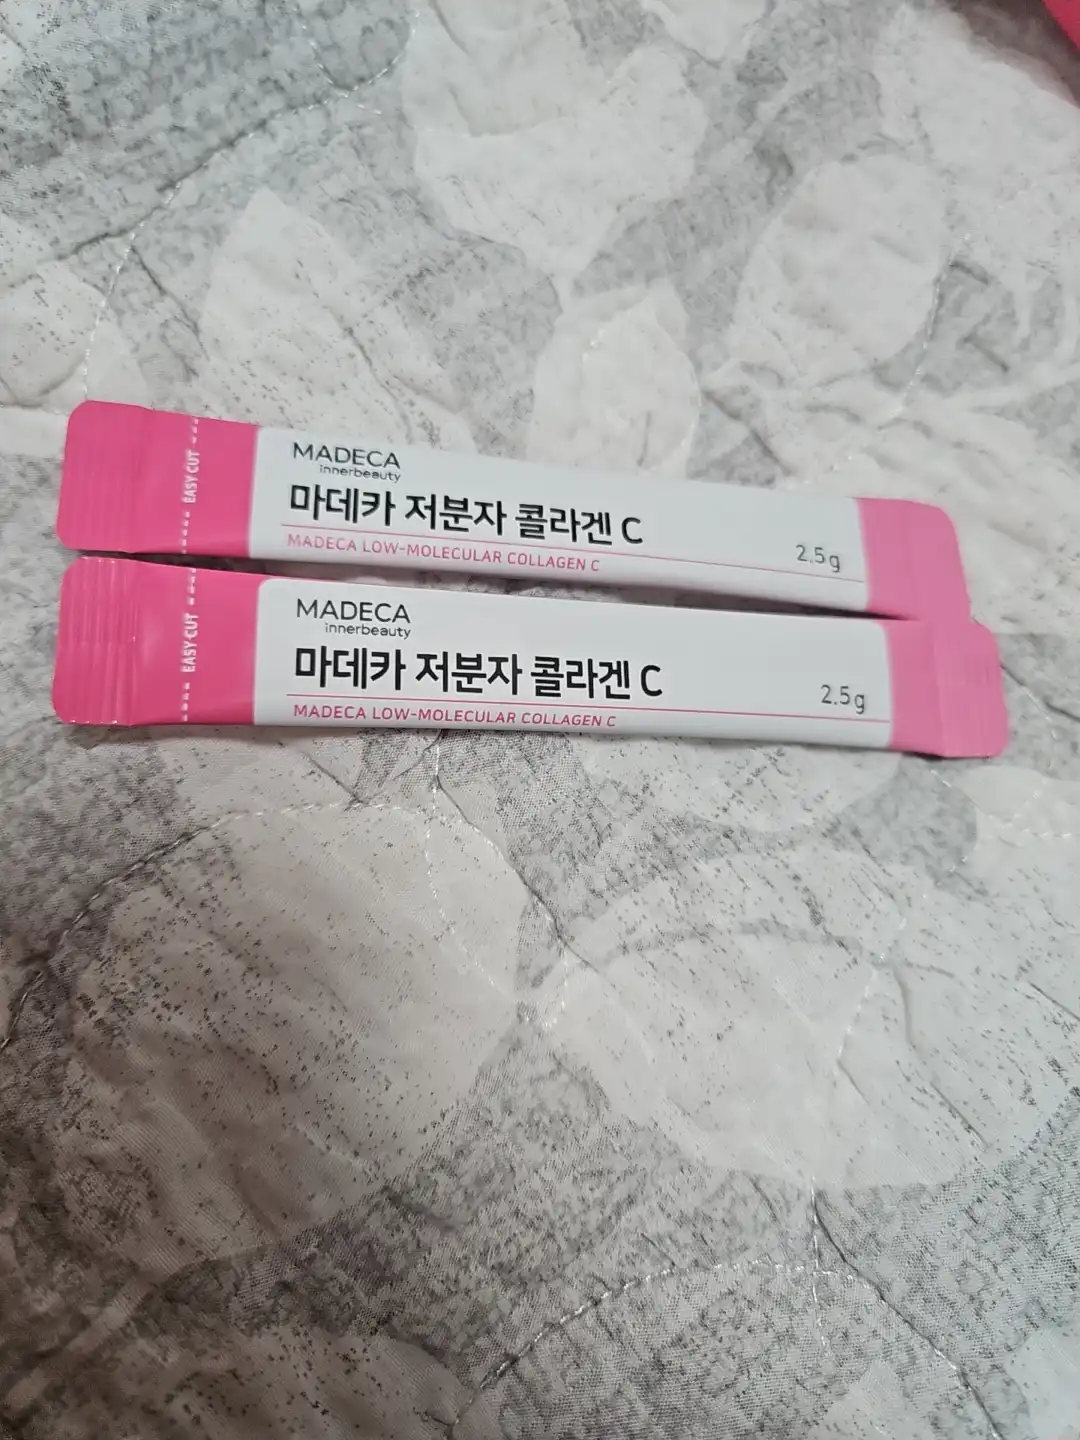 EASY CUT
MADECA
innerbeauty
마데카 저분자 콜라겐 C
MADECA LOW-MOLECULAR COLLAGEN C
2.5g
EASY CUT
MADECA
innerbeauty
마데카 저분자 콜라겐 C
MADECA LOW-MOLECULAR COLLAGEN C
2.5g